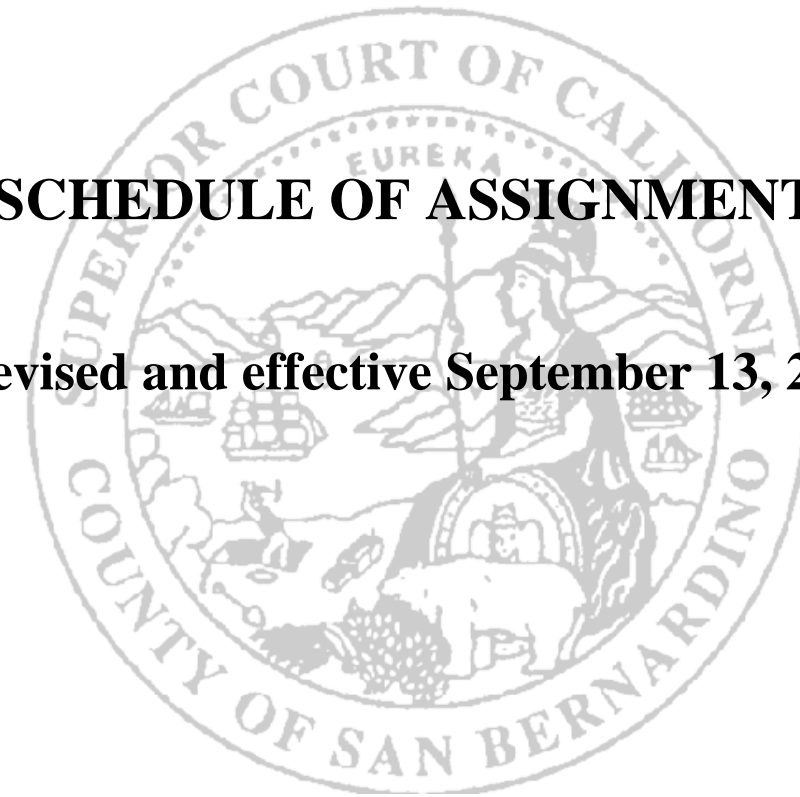 SUPERIOR COURT OF CALIFORNIA
EUREKA
SCHEDULE OF ASSIGNMENT
evised and effective September 13, 2
COUNTY OF SAN BERNARDINO